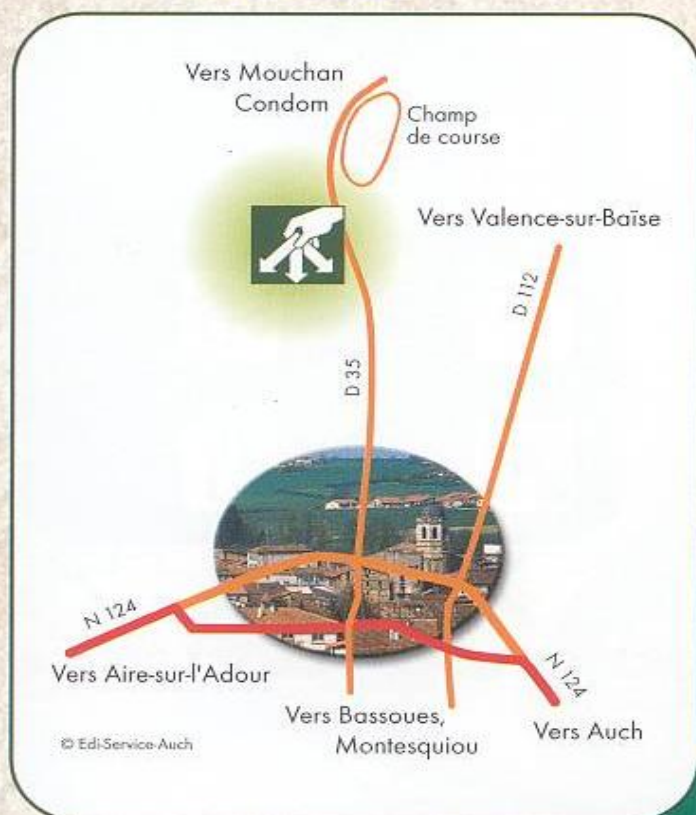 Vers Mouchan
Condom
Champ
de course
Vers Valence-sur-Baïse
D 112
D 35
N 124
Vers Aire-sur-l'Adour
N 124
Vers Bassoues,
Montesquiou
Vers Auch
© Edi-Service-Auch